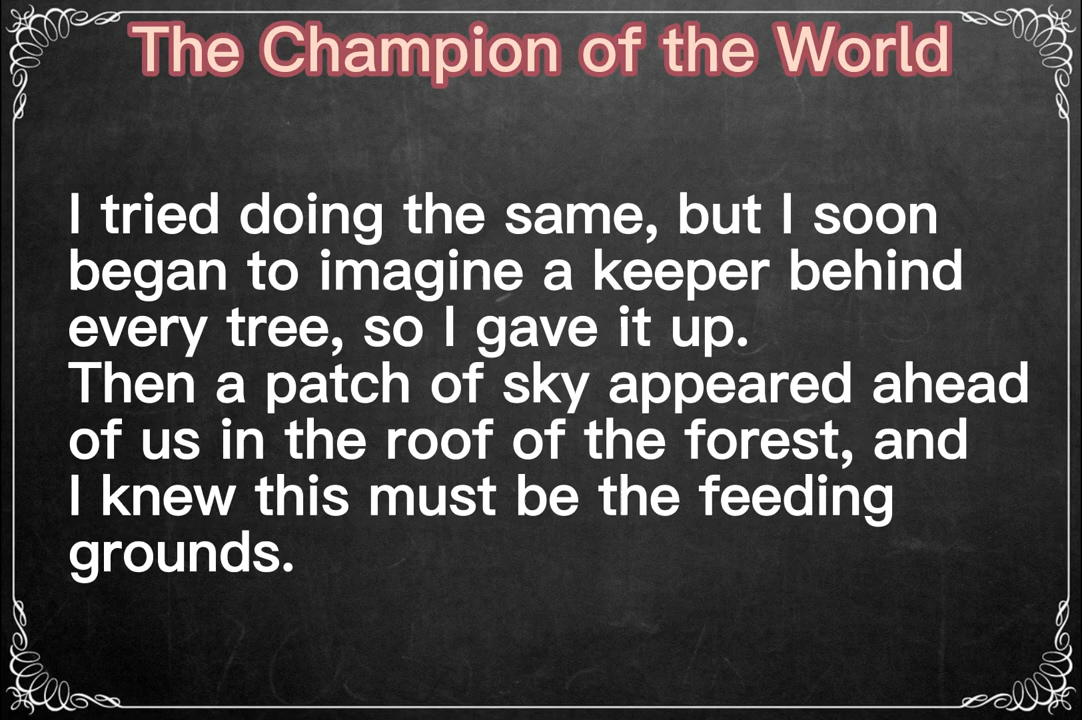 The Champion of the World
I tried doing the same, but I soon
began to imagine a keeper behind
every tree, so I gave it up.
Then a patch of sky appeared ahead
of us in the roof of the forest, and
I knew this must be the feeding
grounds.